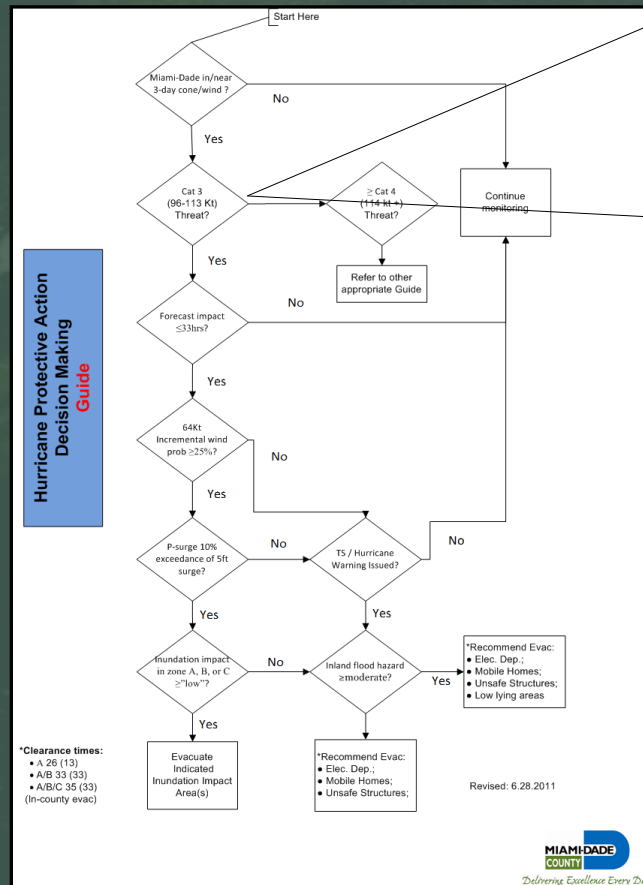 Start Here
Miami-Dade in/near
3-day cone/wind ?
No
Yes
Cat 3
(96-113 Kt)
Threat?
≥ Cat 4
(114 kt +)
Threat?
Continue
monitoring
Yes
Refer to other
appropriate Guide
No
Forecast impact
≤33hrs?
Yes
Hurricane Protective Action
Decision Making
Guide
64Kt
Incremental wind
prob ≥25%?
No
Yes
P-surge 10%
exceedance of 5ft
surge?
No
TS / Hurricane
Warning Issued?
No
Yes
Yes
Inundation impact
in zone A, B, or C
≥"low"?
No
Inland flood hazard
≥moderate?
Yes
*Recommend Evac:
● Elec. Dep.;
● Mobile Homes;
● Unsafe Structures;
● Low lying areas
Yes
*Clearance times:
• A 26 (13)
• A/B 33 (33)
• A/B/C 35 (33)
(In-county evac)
Evacuate
Indicated
Inundation Impact
Area(s)
*Recommend Evac:
● Elec. Dep.;
● Mobile Homes;
● Unsafe Structures;
Revised: 6.28.2011
MIAMI-DADE
COUNTY
Delivering Excellence Every